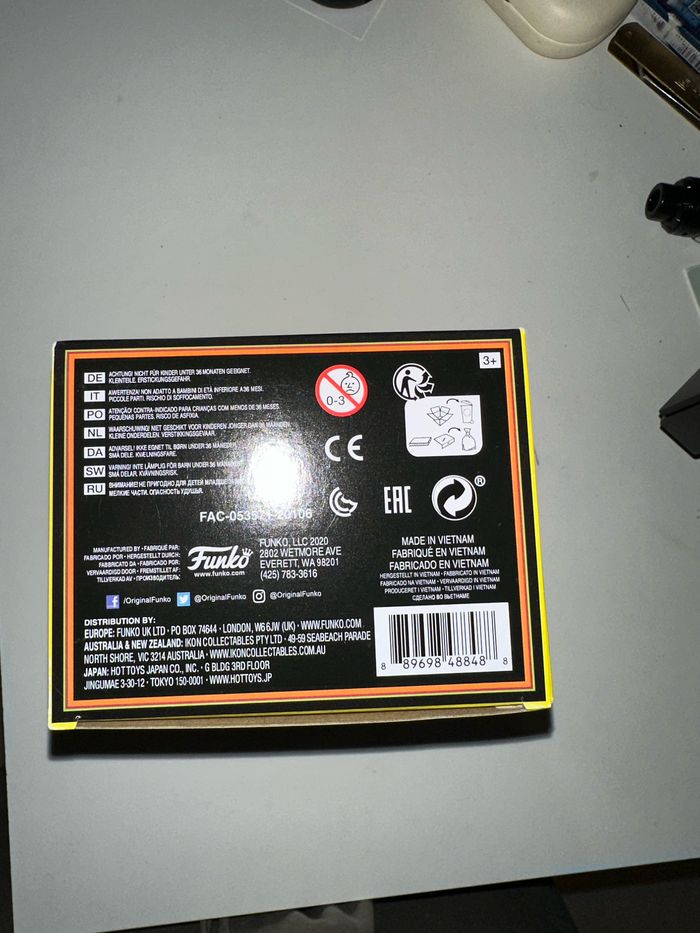 3+
DE ACHTUNG! NICHT FÜR KINDER UNTER 36 MONATEN GEEIGNET.
KLEINTEILE. ERSTICKUNGSGEFAHR.
IT AVVERTENZA! NON ADATTO A BAMBINI DI ETÀ INFERIORE A 36 MESI.
PICCOLE PARTI. RISCHIO DI SOFFOCAMENTO.
PO ATENÇÃO! CONTRA-INDICADO PARA CRIANÇAS COM MENOS DE 36 MESES.
PEQUENAS PARTES. RISCO DE ASFIXIA.
NL WAARSCHUWING! NIET GESCHIKT VOOR KINDEREN JONGER DAN 36 MAANDEN.
KLEINE ONDERDELEN. VERSTIKKINGSGEVAAR.
DA ADVARSEL! IKKE EGNET TIL BØRN UNDER 36 MÅNEDER.
SMÅ DELE. KVÆLNINGSFARE.
SW VARNING! INTE LÄMPLIG FÖR BARN UNDER 36
SMÅ DELAR. KVÄVNINGSRISK.
RU ВНИМАНИЕ! НЕ ПРИГОДНО ДЛЯ ДЕТЕЙ МЛАДШЕ
МЕЛКИЕ ЧАСТИ. ОПАСНОСТЬ УДУШЬЯ.
0-3
CE
EAC
®
MANUFACTURED BY · FABRIQUÉ PAR:
FABRICADO POR · HERGESTELLT DURCH:
FABBRICATO DA · FABRICADO POR:
VERVAARDIGD DOOR · FREMSTILLET AF:
TILLVERKAD AV · ПРОИЗВОДИТЕЛЬ:
Funko
www.funko.com
FUNKO, LLC 2020
2802 WETMORE AVE
EVERETT, WA 98201
(425) 783-3616
MADE IN VIETNAM
FABRIQUÉ EN VIETNAM
FABRICADO EN VIETNAM
HERGESTELLT IN VIETNAM · FABBRICATO IN VIETNAM
FABRICADO NA VIETNAM · VERVAARDIGD IN VIETNAM
PRODUCERET I VIETNAM · TILLVERKAD I VIETNAM
СДЕЛАНО ВО ВЬЕТНАМЕ
/OriginalFunko @OriginalFunko @OriginalFunko
DISTRIBUTION BY:
EUROPE: FUNKO UK LTD · PO BOX 74644 · LONDON, W6 6JW (UK) · WWW.FUNKO.COM
AUSTRALIA & NEW ZEALAND: IKON COLLECTABLES PTY LTD · 49-59 SEABEACH PARADE
NORTH SHORE, VIC 3214 AUSTRALIA · WWW.IKONCOLLECTABLES.COM.AU
JAPAN: HOT TOYS JAPAN CO., INC. · G BLDG 3RD FLOOR
JINGUMAE 3-30-12 · TOKYO 150-0001 · WWW.HOTTOYS.JP
8 89698 48848 8